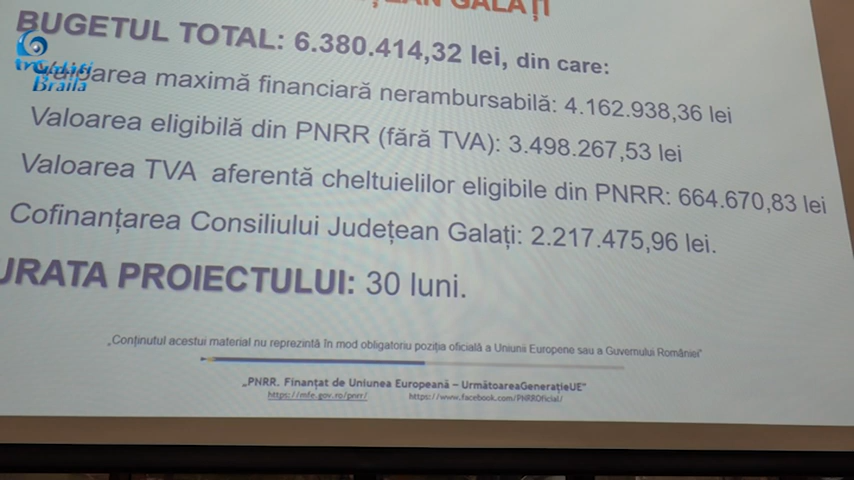 GALAȚI
BUGETUL TOTAL: 6.380.414,32 lei, din care:
Valoarea maximă financiară nerambursabilă: 4.162.938,36 lei
Valoarea eligibilă din PNRR (fără TVA): 3.498.267,53 lei
Valoarea TVA aferentă cheltuielilor eligibile din PNRR: 664.670,83 lei
Cofinanțarea Consiliului Județean Galați: 2.217.475,96 lei.
URATA PROIECTULUI: 30 luni.
„Conținutul acestui material nu reprezintă în mod obligatoriu poziția oficială a Uniunii Europene sau a Guvernului României”
„PNRR. Finanțat de Uniunea Europeană – UrmătoareaGenerațieUE”
https://mfe.gov.ro/pnrr/ https://www.facebook.com/PNRROficial/
Braila